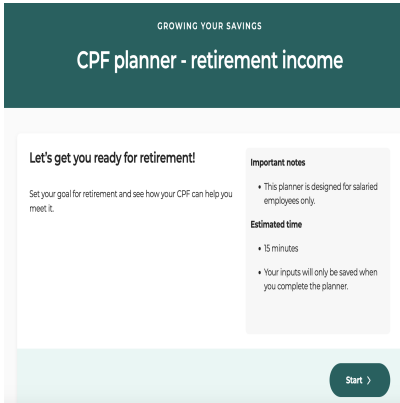 GROWING YOUR SAVINGS
CPF planner - retirement income
Let's get you ready for retirement!
Set your goal for retirement and see how your CPF can help you
meet it.
Important notes
• This planner is designed for salaried
employees only.
Estimated time
• 15 minutes
• Your inputs will only be saved when
you complete the planner.
Start >